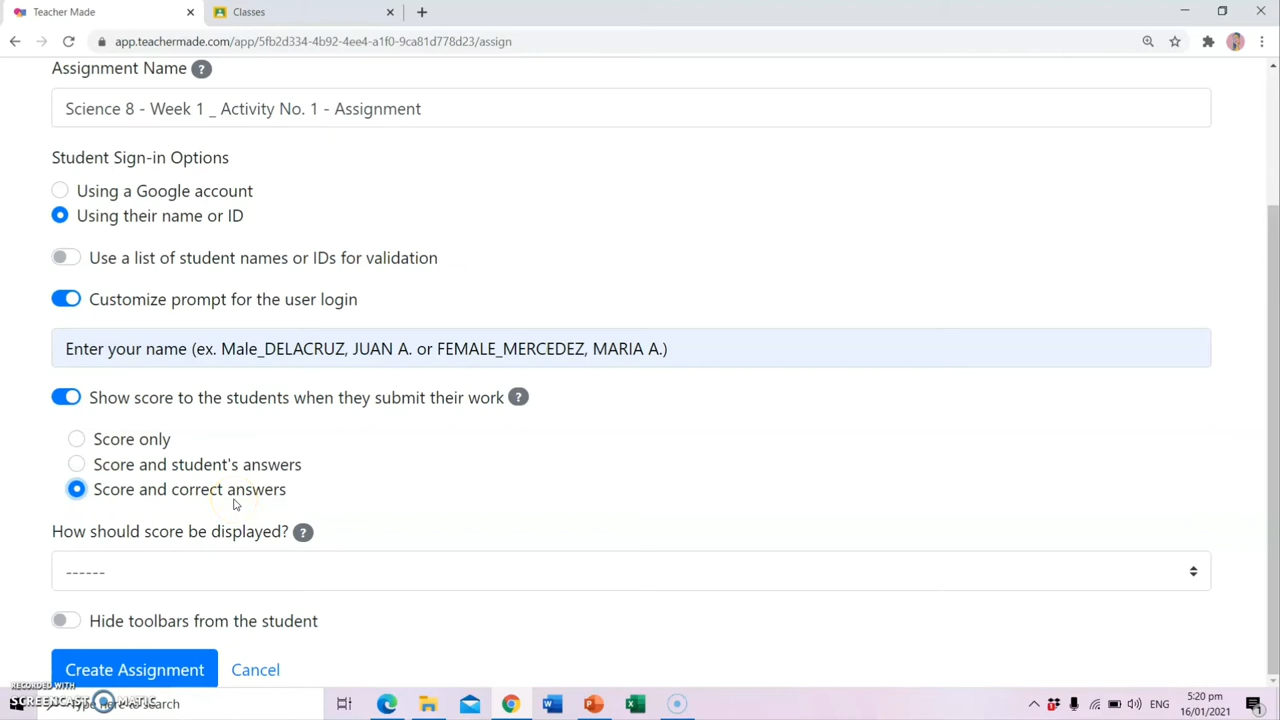 Teacher Made
Classes
app.teachermade.com/app/5fb2d334-4b92-4ee4-a1f0-9ca81d778d23/assign
Assignment Name ?
Science 8 - Week 1 _ Activity No. 1 - Assignment
Student Sign-in Options
Using a Google account
Using their name or ID
Use a list of student names or IDs for validation
Customize prompt for the user login
Enter your name (ex. Male_DELACRUZ, JUAN A. or FEMALE_MERCEDEZ, MARIA A.)
Show score to the students when they submit their work ?
Score only
Score and student's answers
Score and correct answers
How should score be displayed? ?
------
Hide toolbars from the student
Create Assignment Cancel
RECORDED WITH
SCREENCAST MATIC
Type here to search
ENG
5:20 pm
16/01/2021
1